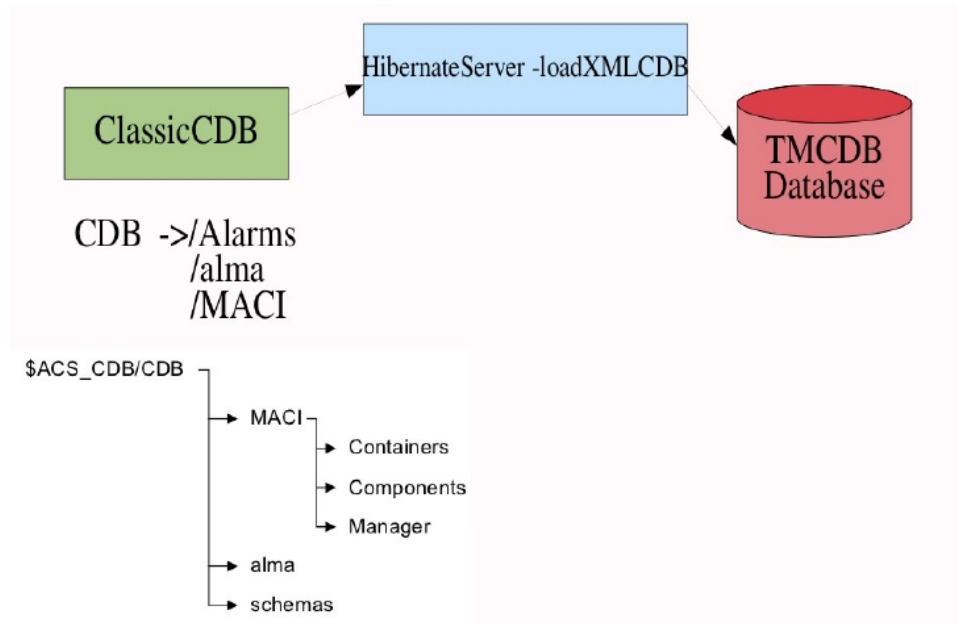 HibernateServer -loadXMLCDB
ClassicCDB
TMCDB
Database
CDB ->/Alarms
/alma
/MACI
$ACS_CDB/CDB
MACI
Containers
Components
Manager
alma
schemas